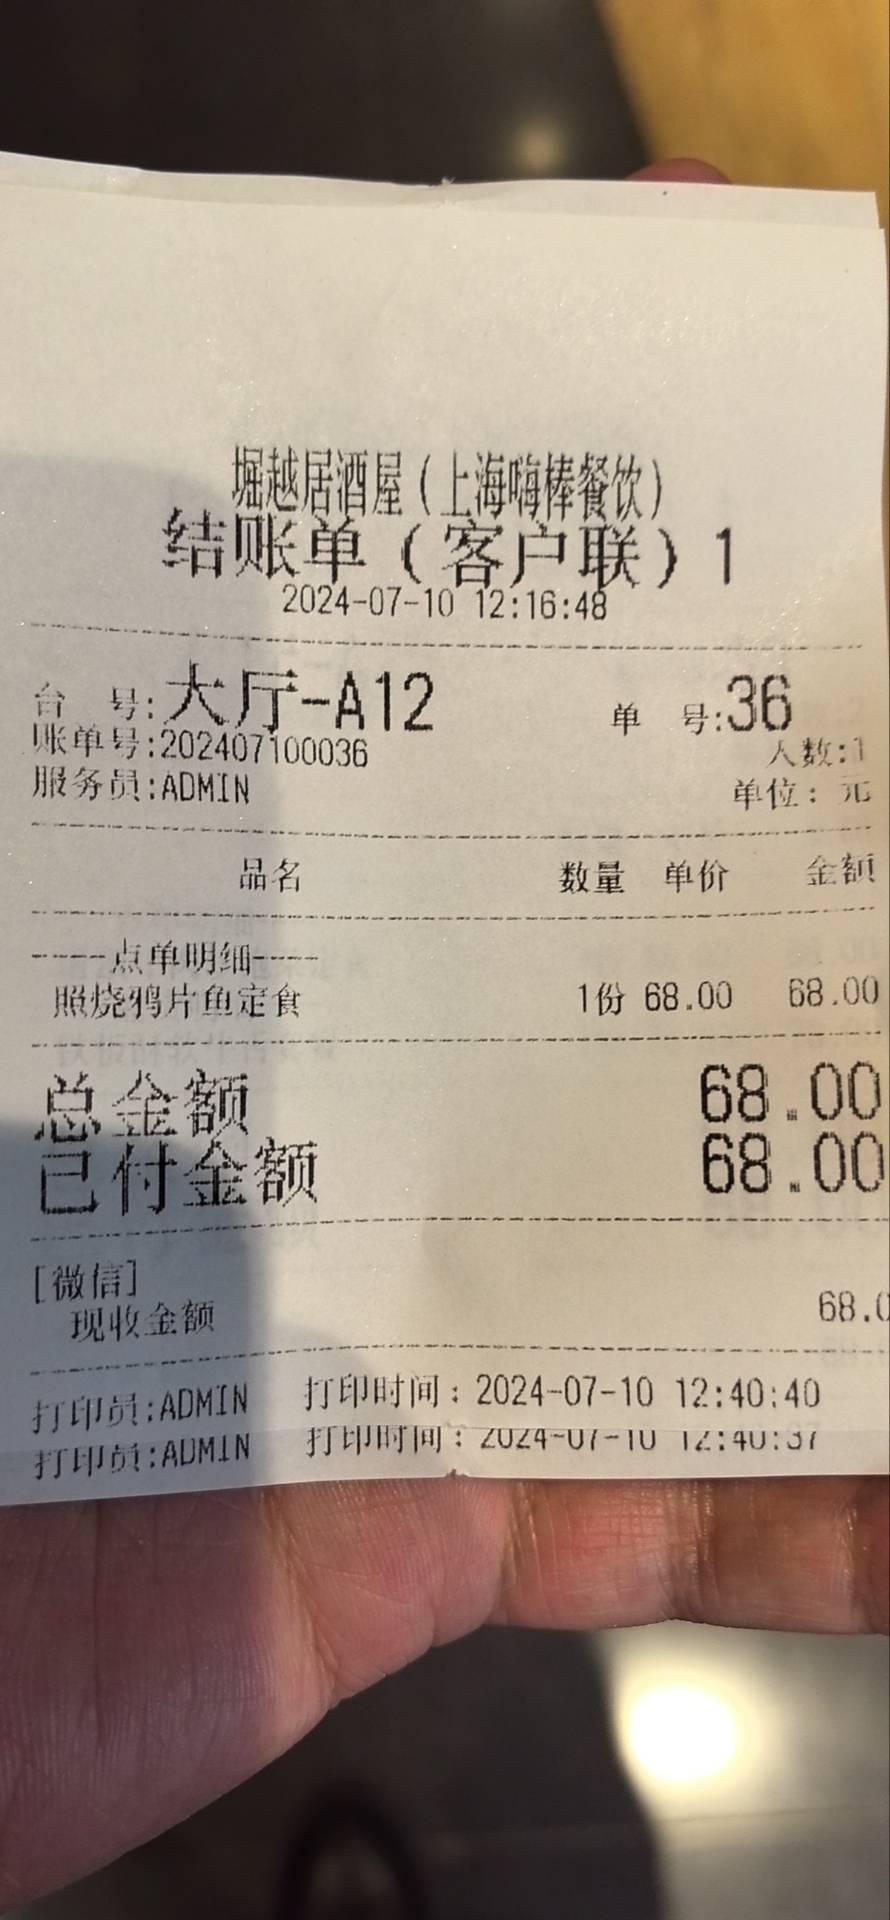 堀越居酒屋(上海嗨棒餐饮)
结账单(客户联)1
2024-07-10 12:16:48
台 号:大厅-A12 单 号:36
账单号:202407100036 人数:1
服务员:ADMIN 单位: 元
品名 数量 单价 金额
-----点单明细-----
照烧鸦片鱼定食 1份 68.00 68.00
总金额 68.00
已付金额 68.00
[微信]
现收金额 68.0
打印员:ADMIN 打印时间:2024-07-10 12:40:40
打印员:ADMIN 打印时间:2024-07-10 12:40:37